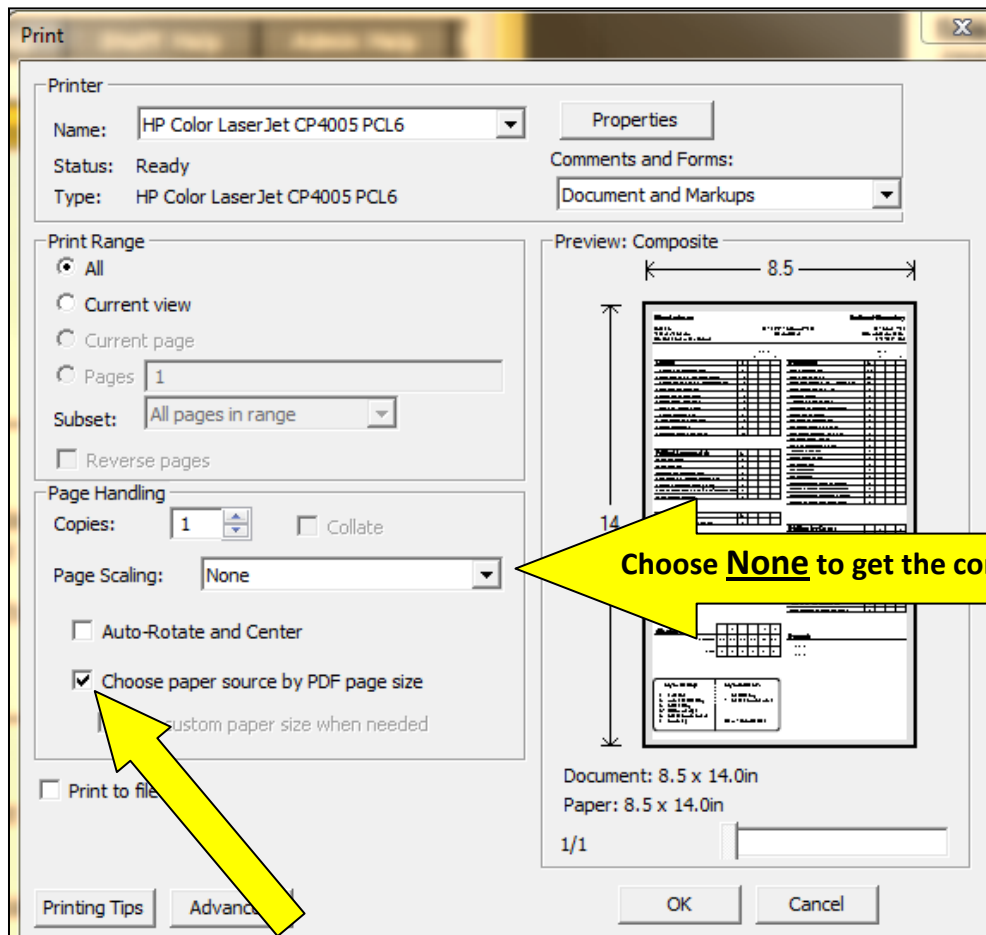 Print
Printer
Name: HP Color LaserJet CP4005 PCL6 Properties
Status: Ready Comments and Forms:
Type: HP Color LaserJet CP4005 PCL6 Document and Markups
Print Range
All
Current view
Current page
Pages 1
Subset: All pages in range
Reverse pages
Page Handling
Copies: 1 Collate
Page Scaling: None
Auto-Rotate and Center
Choose paper source by PDF page size
custom paper size when needed
Print to file
Printing Tips
Preview: Composite
8.5
14
Choose None to get the
Document: 8.5 x 14.0in
Paper: 8.5 x 14.0in
1/1
OK Cancel